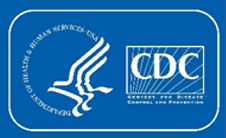 DEPARTMENT OF HEALTH & HUMAN SERVICES • USA
CDC
CENTERS FOR DISEASE
CONTROL AND PREVENTION